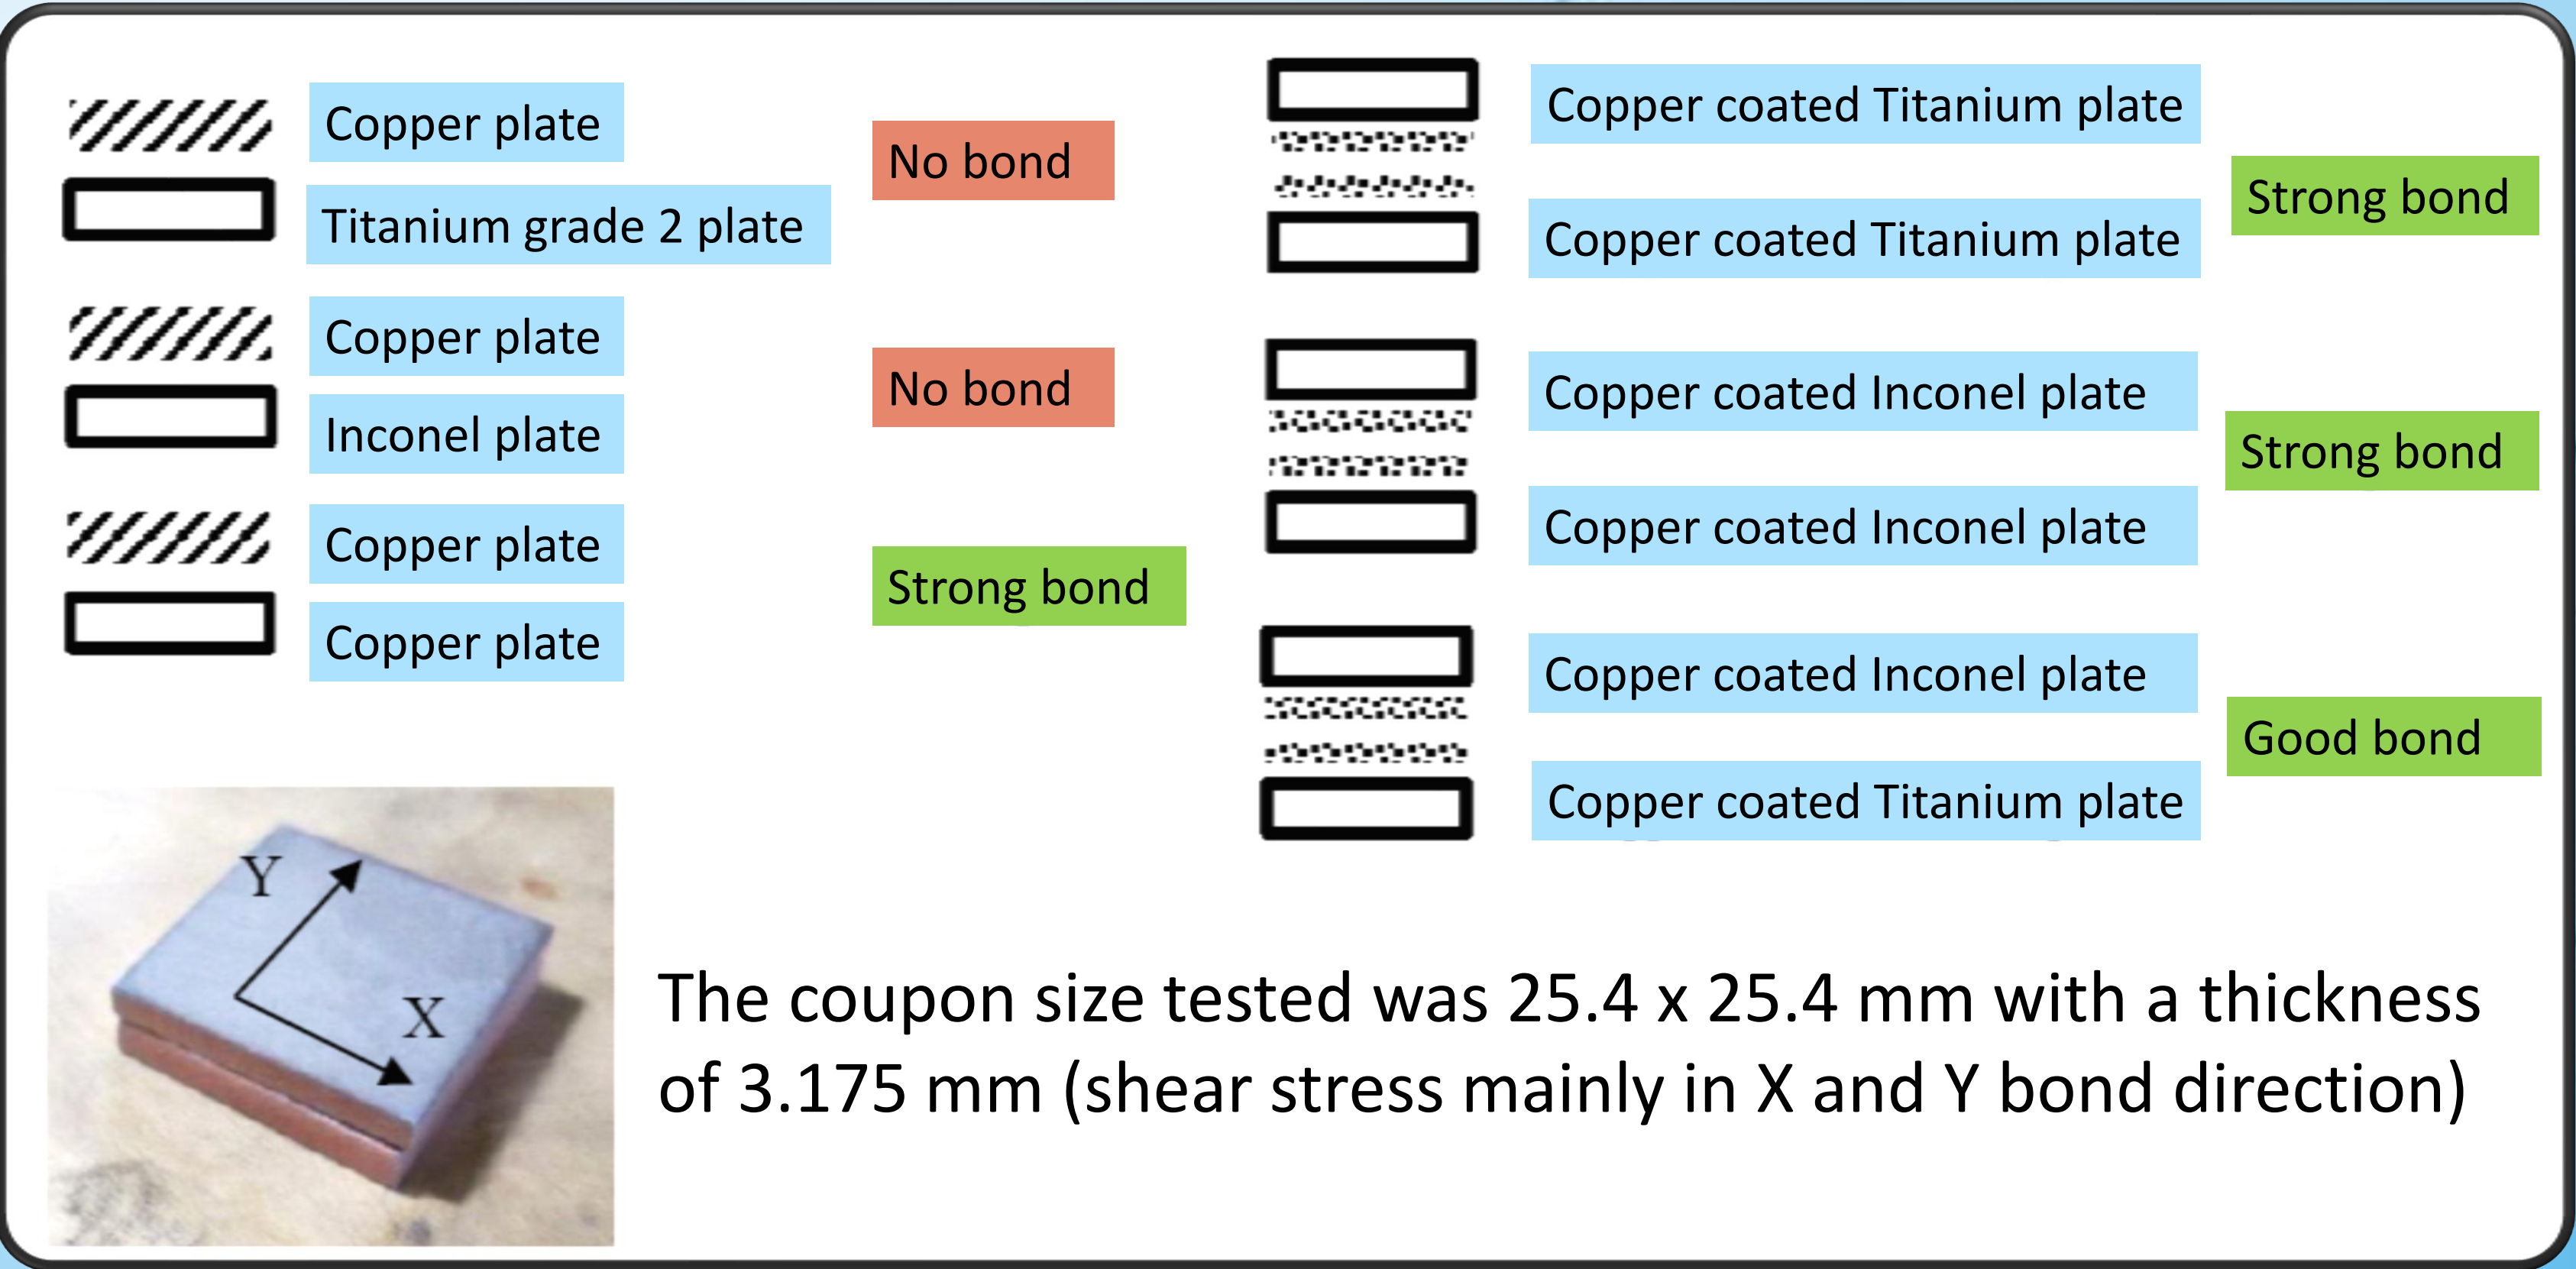 Copper plate
Titanium grade 2 plate
No bond
Copper plate
Inconel plate
No bond
Copper plate
Copper plate
Strong bond
Copper coated Titanium plate
Copper coated Titanium plate
Strong bond
Copper coated Inconel plate
Copper coated Inconel plate
Strong bond
Copper coated Inconel plate
Copper coated Titanium plate
Good bond
Y
X
The coupon size tested was 25.4 x 25.4 mm with a thickness
of 3.175 mm (shear stress mainly in X and Y bond direction)